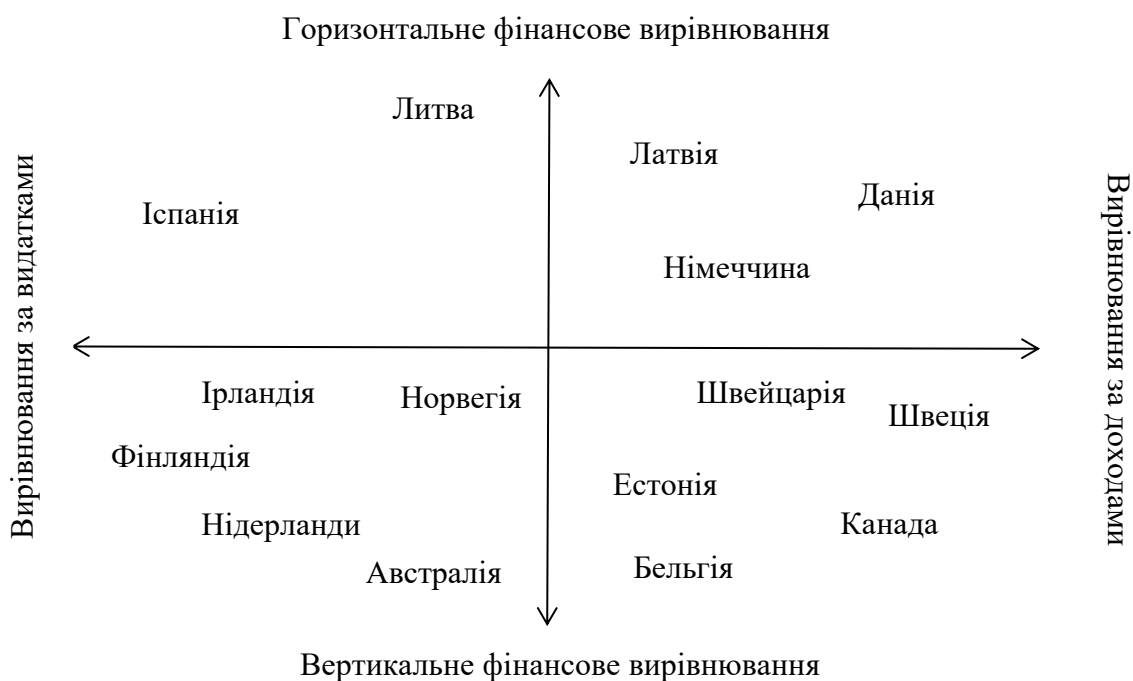 Горизонтальне фінансове вирівнювання
Литва
Латвія
Данія
Іспанія
Німеччина
Вирівнювання за видатками
Вирівнювання за доходами
Ірландія
Норвегія
Швейцарія
Швеція
Фінляндія
Естонія
Нідерланди
Канада
Австралія
Бельгія
Вертикальне фінансове вирівнювання